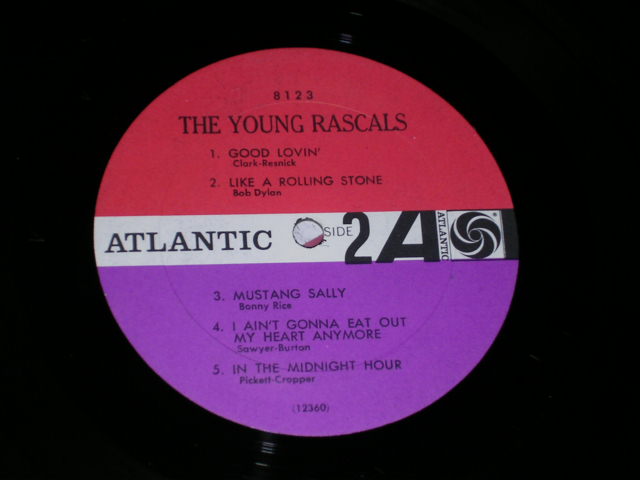 8123
THE YOUNG RASCALS
1. GOOD LOVIN'
Clark-Resnick
2. LIKE A ROLLING STONE
Bob Dylan
ATLANTIC SIDE 2 A ATLANTIC
3. MUSTANG SALLY
Bonny Rice
4. I AIN'T GONNA EAT OUT
MY HEART ANYMORE
Sawyer-Burton
5. IN THE MIDNIGHT HOUR
Pickett-Cropper
(12360)